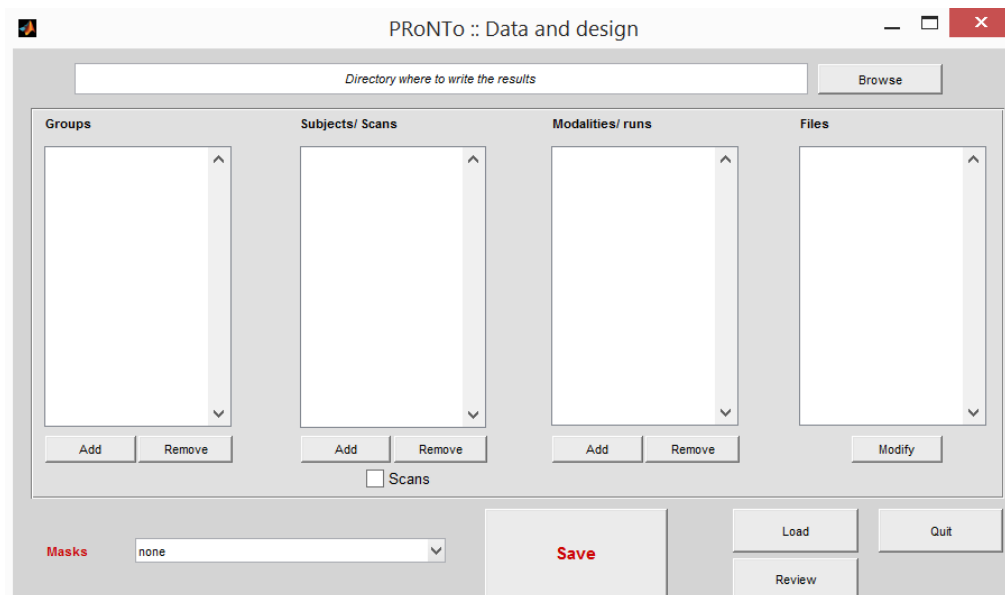 PRoNTo :: Data and design
Directory where to write the results
Browse
Groups
Subjects/ Scans
Modalities/ runs
Files
Add
Remove
Add
Remove
Add
Remove
Modify
Scans
Masks
none
Save
Load
Quit
Review